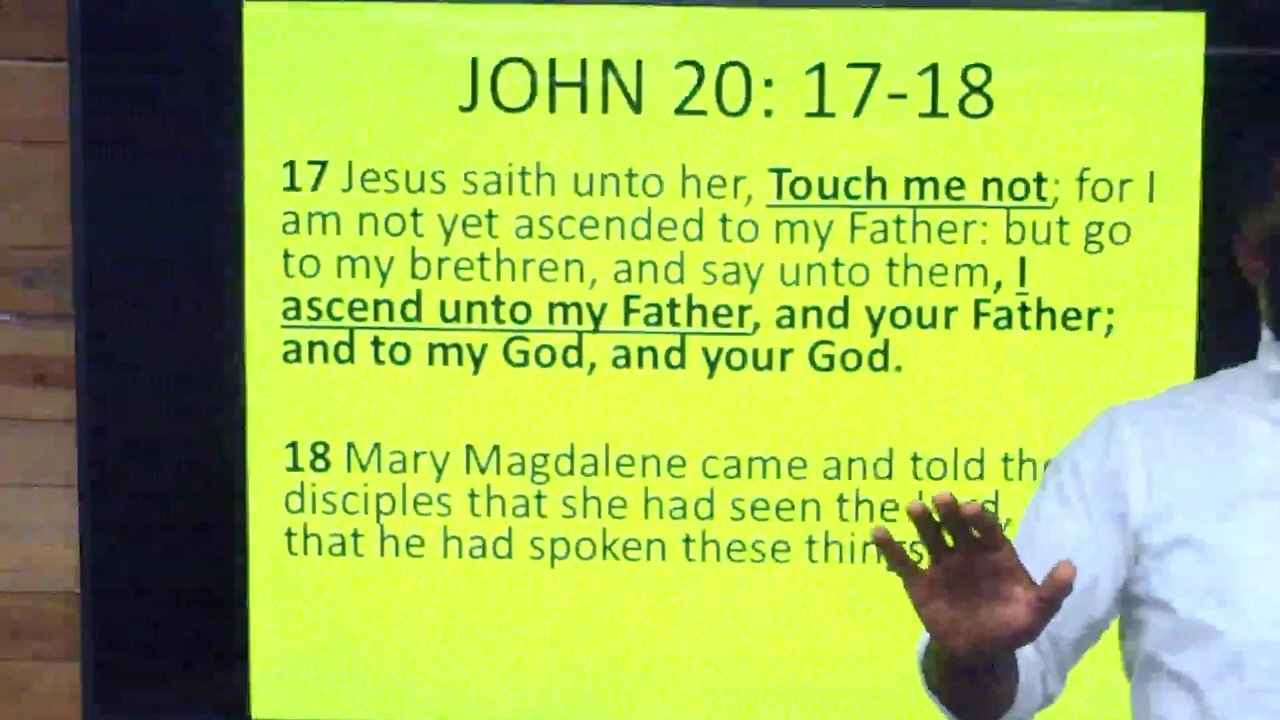 JOHN 20: 17-18
17 Jesus saith unto her, Touch me not; for I
am not yet ascended to my Father: but go
to my brethren, and say unto them, I
ascend unto my Father, and your Father;
and to my God, and your God.
18 Mary Magdalene came and told
disciples that she had seen the
that he had spoken these things